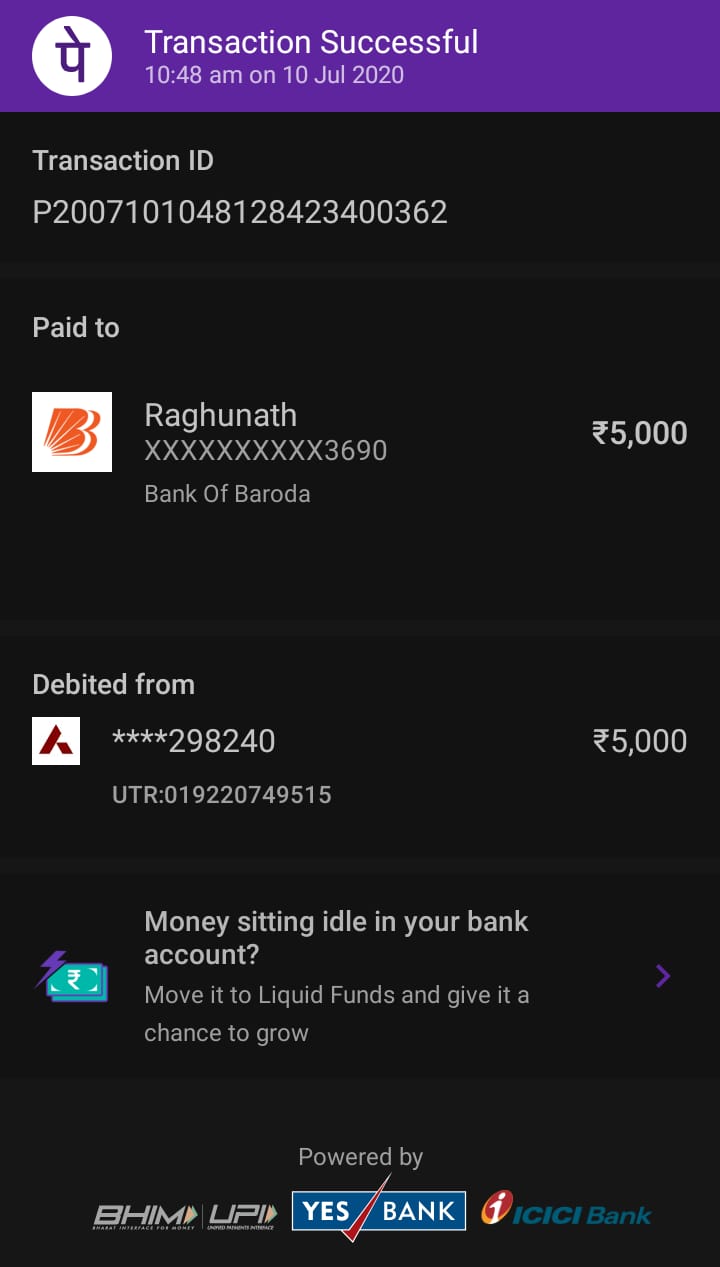 पे
Transaction Successful
10:48 am on 10 Jul 2020
Transaction ID
P2007101048128423400362
Paid to
Raghunath
XXXXXXXXXX3690
₹5,000
Bank Of Baroda
Debited from
****298240
₹5,000
UTR:019220749515
Money sitting idle in your bank
account?
₹
Move it to Liquid Funds and give it a
chance to grow
Powered by
BHIM UPI YES BANK ICICI Bank
BHARAT INTERFACE FOR MONEY UNIFIED PAYMENTS INTERFACE